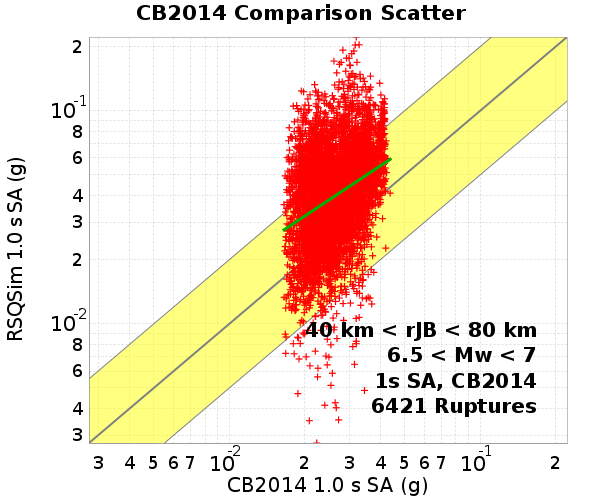 CB2014 Comparison Scatter
2
10^-1
8
6
4
3
2
10^-2
8
6
4
3
RSQSim 1.0 s SA (g)
40 km < rJB < 80 km
6.5 < Mw < 7
1s SA, CB2014
6421 Ruptures
3 4 5 6 7 10^-2 2 3 4 5 6 7 10^-1 2
CB2014 1.0 s SA (g)